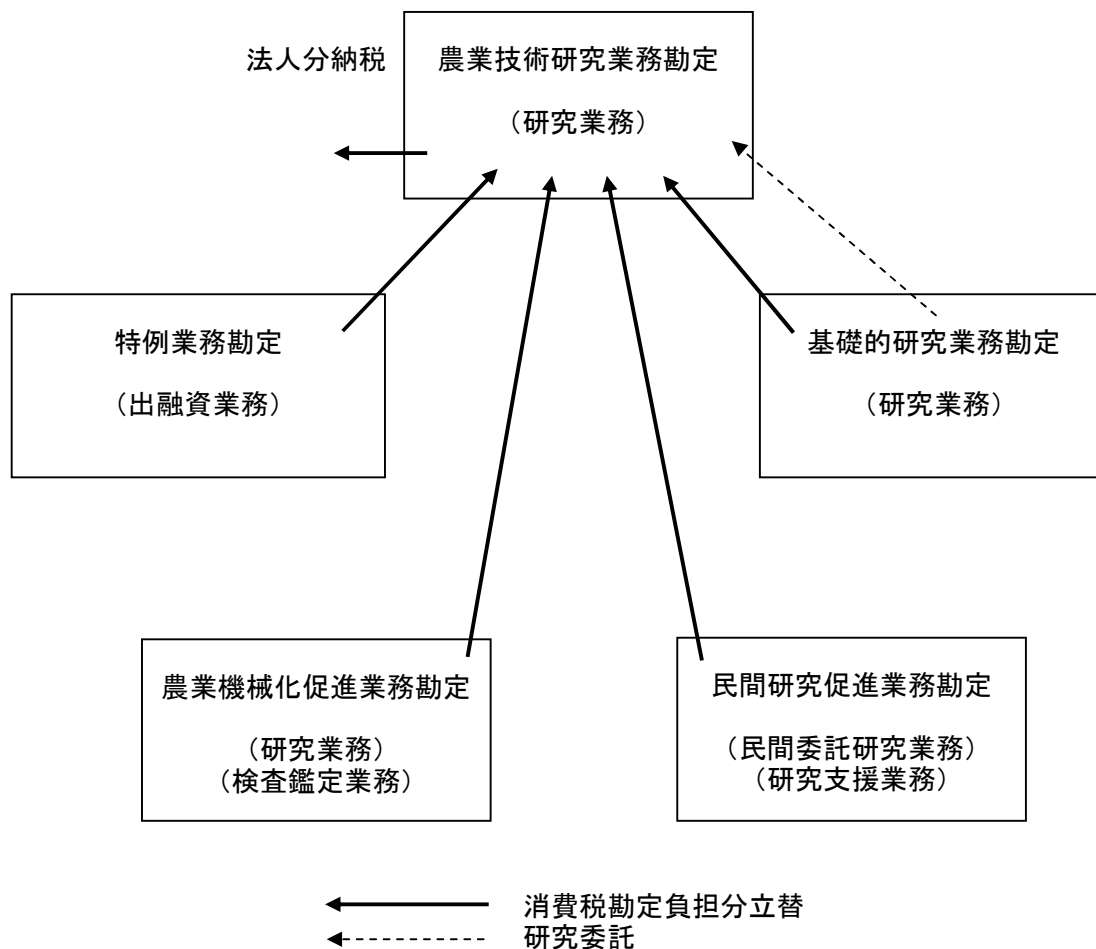 法人分納税
農業技術研究業務勘定
（研究業務）
特例業務勘定
（出融資業務）
基礎的研究業務勘定
（研究業務）
農業機械化促進業務勘定
（研究業務）
（検査鑑定業務）
民間研究促進業務勘定
（民間委託研究業務）
（研究支援業務）
消費税勘定負担分立替
研究委託